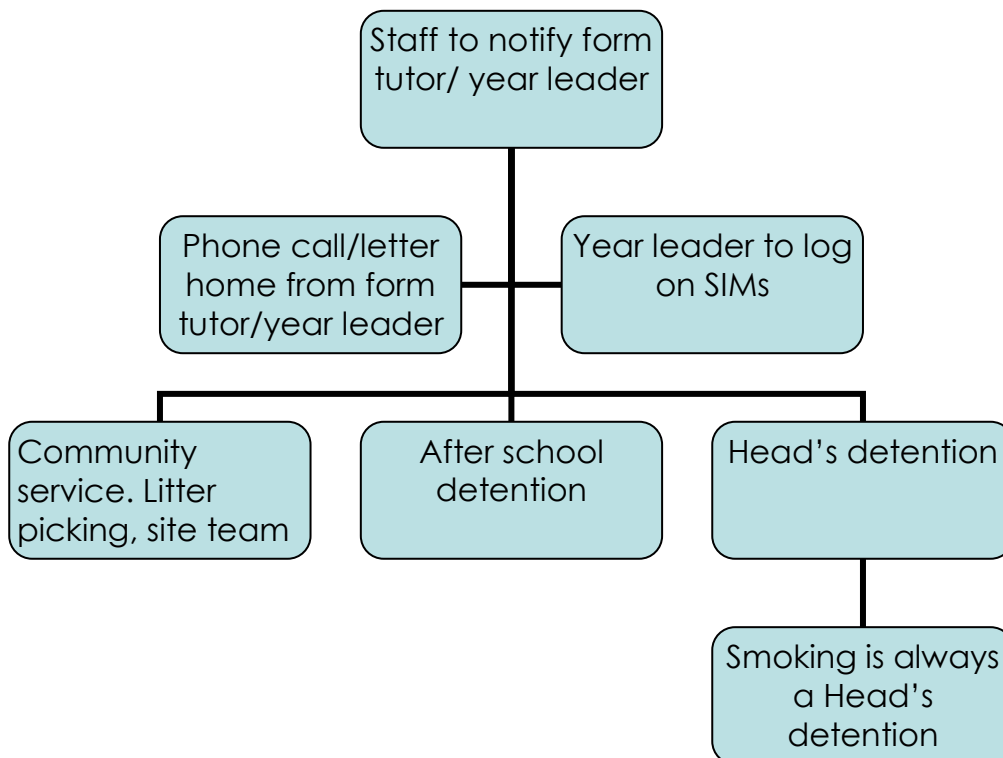 Staff to notify form
tutor/ year leader
Phone call/letter
home from form
tutor/year leader
Year leader to log
on SIMs
Community
service. Litter
picking, site team
After school
detention
Head’s detention
Smoking is always
a Head’s
detention